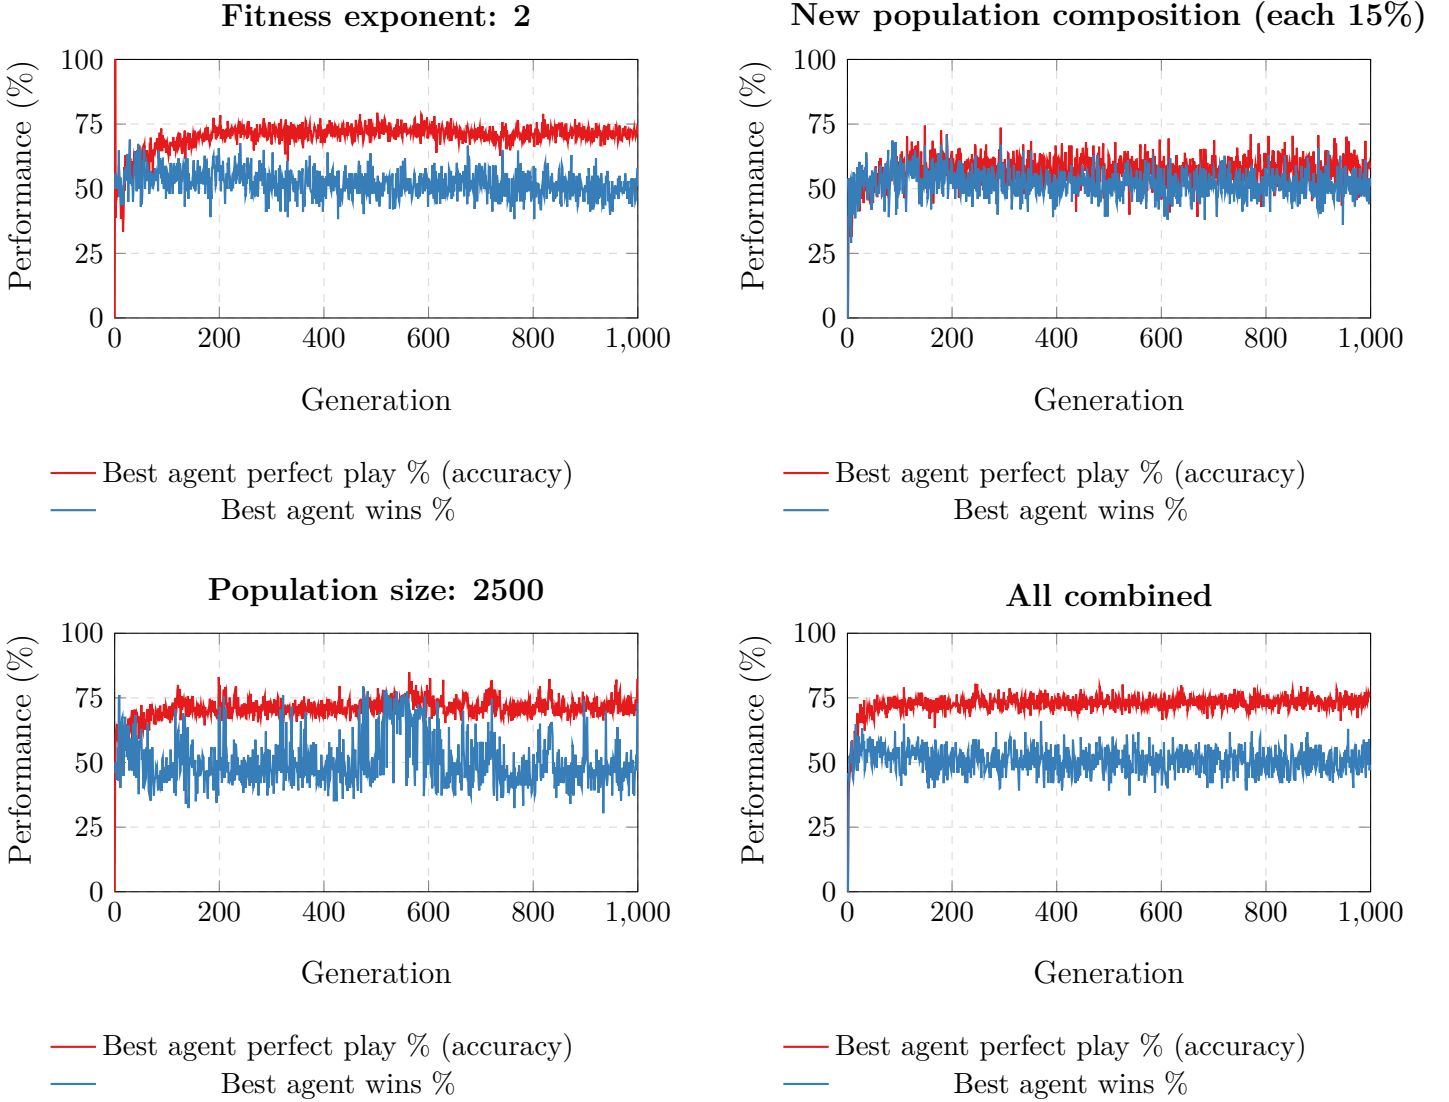 Fitness exponent: 2
Performance (%)
100
75
50
25
0
0 200 400 600 800 1,000
Generation
Best agent perfect play % (accuracy)
Best agent wins %
New population composition (each 15%)
Performance (%)
100
75
50
25
0
0 200 400 600 800 1,000
Generation
Best agent perfect play % (accuracy)
Best agent wins %
Population size: 2500
Performance (%)
100
75
50
25
0
0 200 400 600 800 1,000
Generation
Best agent perfect play % (accuracy)
Best agent wins %
All combined
Performance (%)
100
75
50
25
0
0 200 400 600 800 1,000
Generation
Best agent perfect play % (accuracy)
Best agent wins %